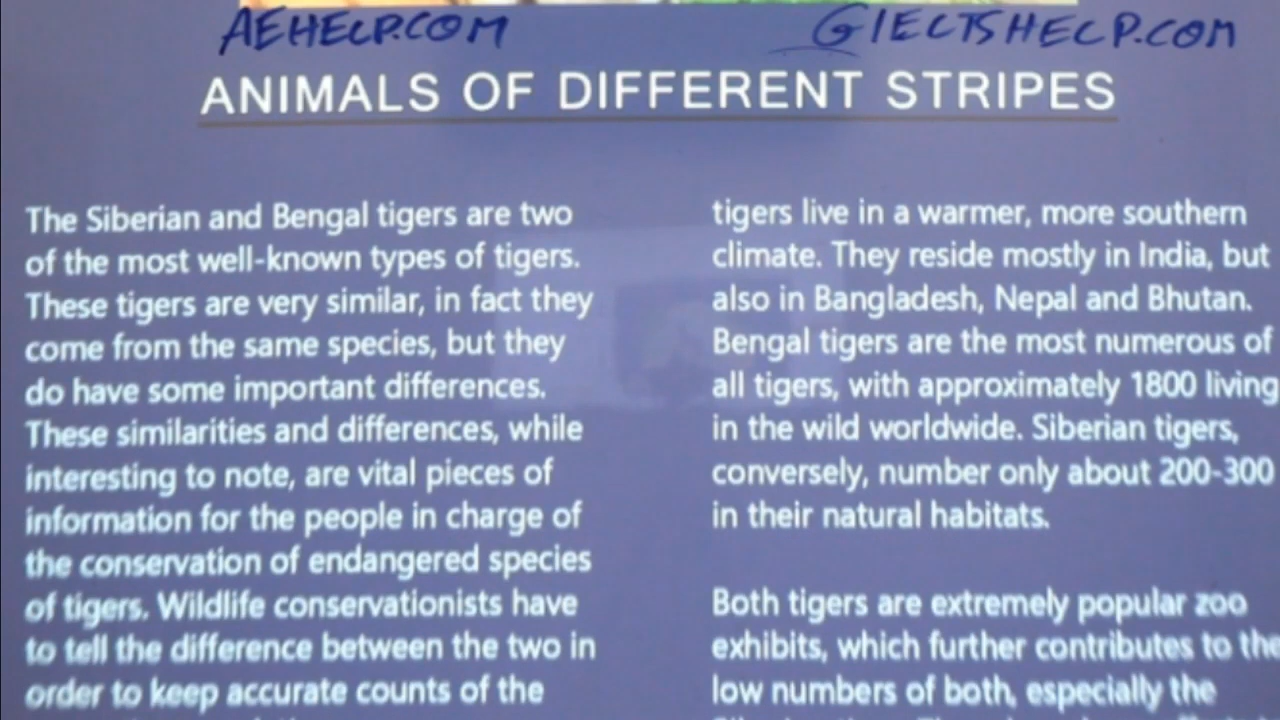 AEHELP.COM
GIELTSHELP.COM
ANIMALS OF DIFFERENT STRIPES
The Siberian and Bengal tigers are two
of the most well-known types of tigers.
These tigers are very similar, in fact they
come from the same species, but they
do have some important differences.
These similarities and differences, while
interesting to note, are vital pieces of
information for the people in charge of
the conservation of endangered species
of tigers. Wildlife conservationists have
to tell the difference between the two in
order to keep accurate counts of the
tigers live in a warmer, more southern
climate. They reside mostly in India, but
also in Bangladesh, Nepal and Bhutan.
Bengal tigers are the most numerous of
all tigers, with approximately 1800 living
in the wild worldwide. Siberian tigers,
conversely, number only about 200-300
in their natural habitats.
Both tigers are extremely popular zoo
exhibits, which further contributes to the
low numbers of both, especially the